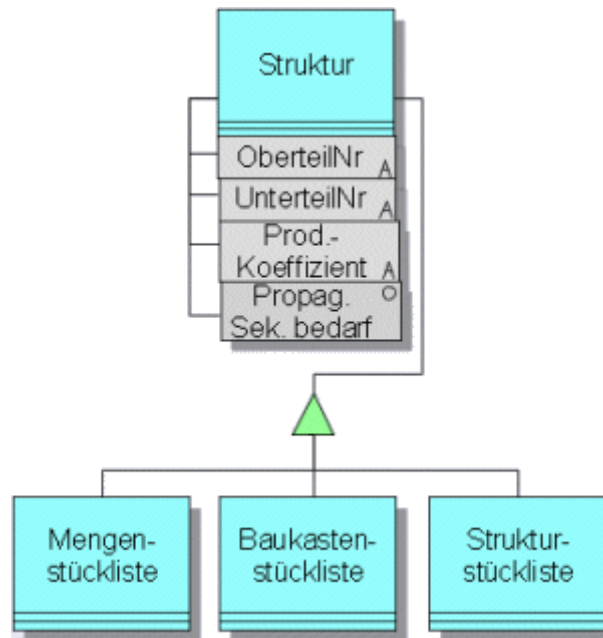 Struktur
OberteilNr A
UnterteilNr A
Prod.-
Koeffizient A
Propag. O
Sek. bedarf
Mengen-
stückliste
Baukasten-
stückliste
Struktur-
stückliste